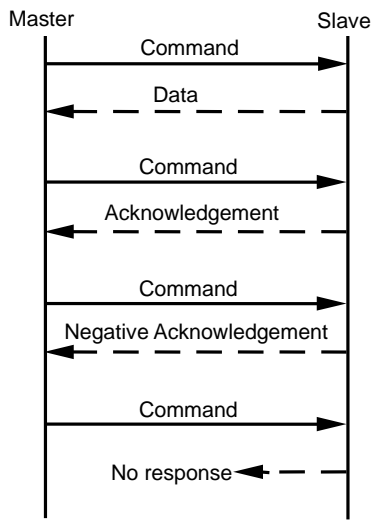 Master
Slave
Command
Data
Command
Acknowledgement
Command
Negative Acknowledgement
Command
No response